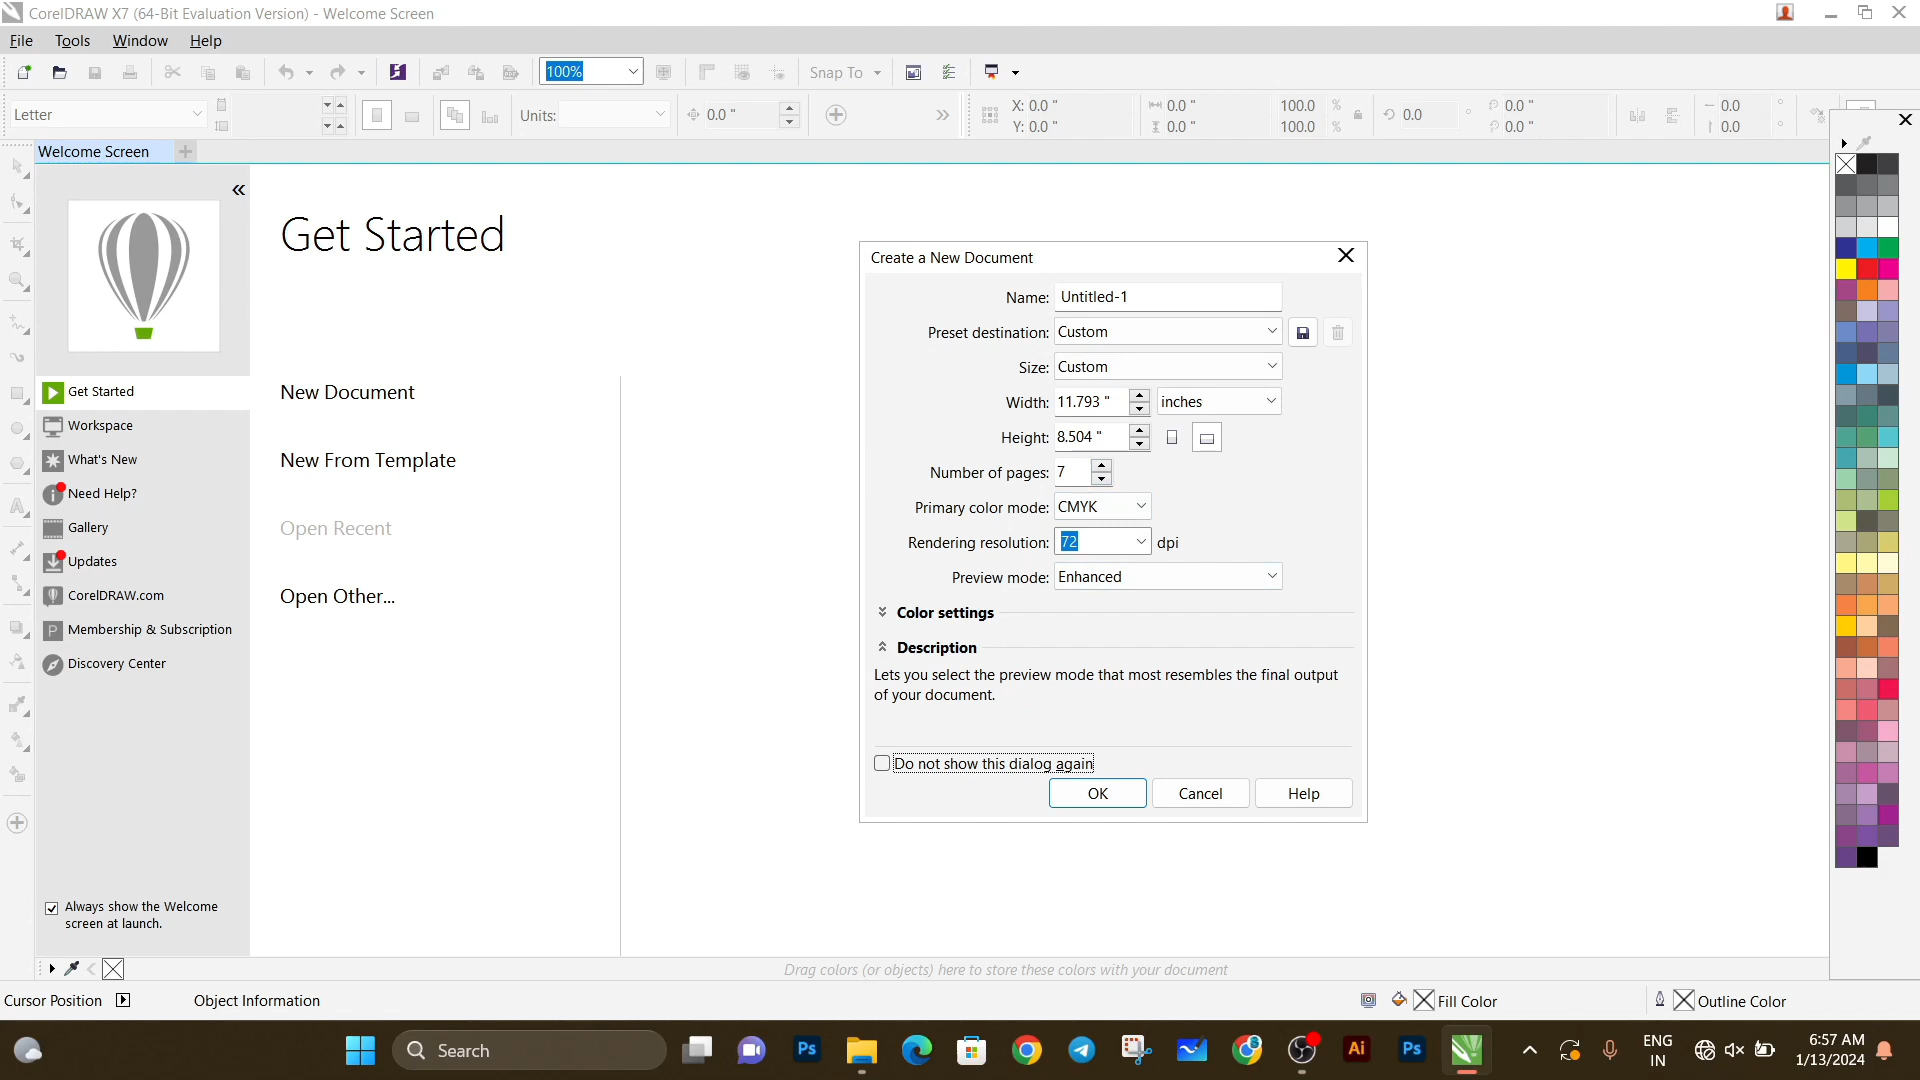 CorelDRAW X7 (64-Bit Evaluation Version) - Welcome Screen
File Tools Window Help
100% Snap To
Letter Units: 0.0 " X: 0.0 " 0.0 " 100.0 % 0.0 ° 0.0 " 0.0 °
Y: 0.0 " 0.0 " 100.0 % 0.0 " 0.0 °
Welcome Screen
Get Started
Workspace
What's New
Need Help?
Gallery
Updates
CorelDRAW.com
Membership & Subscription
Discovery Center
Always show the Welcome
screen at launch.
Get Started
New Document
New From Template
Open Recent
Open Other...
Create a New Document
Name: Untitled-1
Preset destination: Custom
Size: Custom
Width: 11.793 " inches
Height: 8.504 "
Number of pages: 7
Primary color mode: CMYK
Rendering resolution: 72 dpi
Preview mode: Enhanced
Color settings
Description
Lets you select the preview mode that most resembles the final output
of your document.
Do not show this dialog again
OK Cancel Help
Drag colors (or objects) here to store these colors with your document
Cursor Position Object Information Fill Color Outline Color
Search Ps Ai Ps
ENG
IN
6:57 AM
1/13/2024